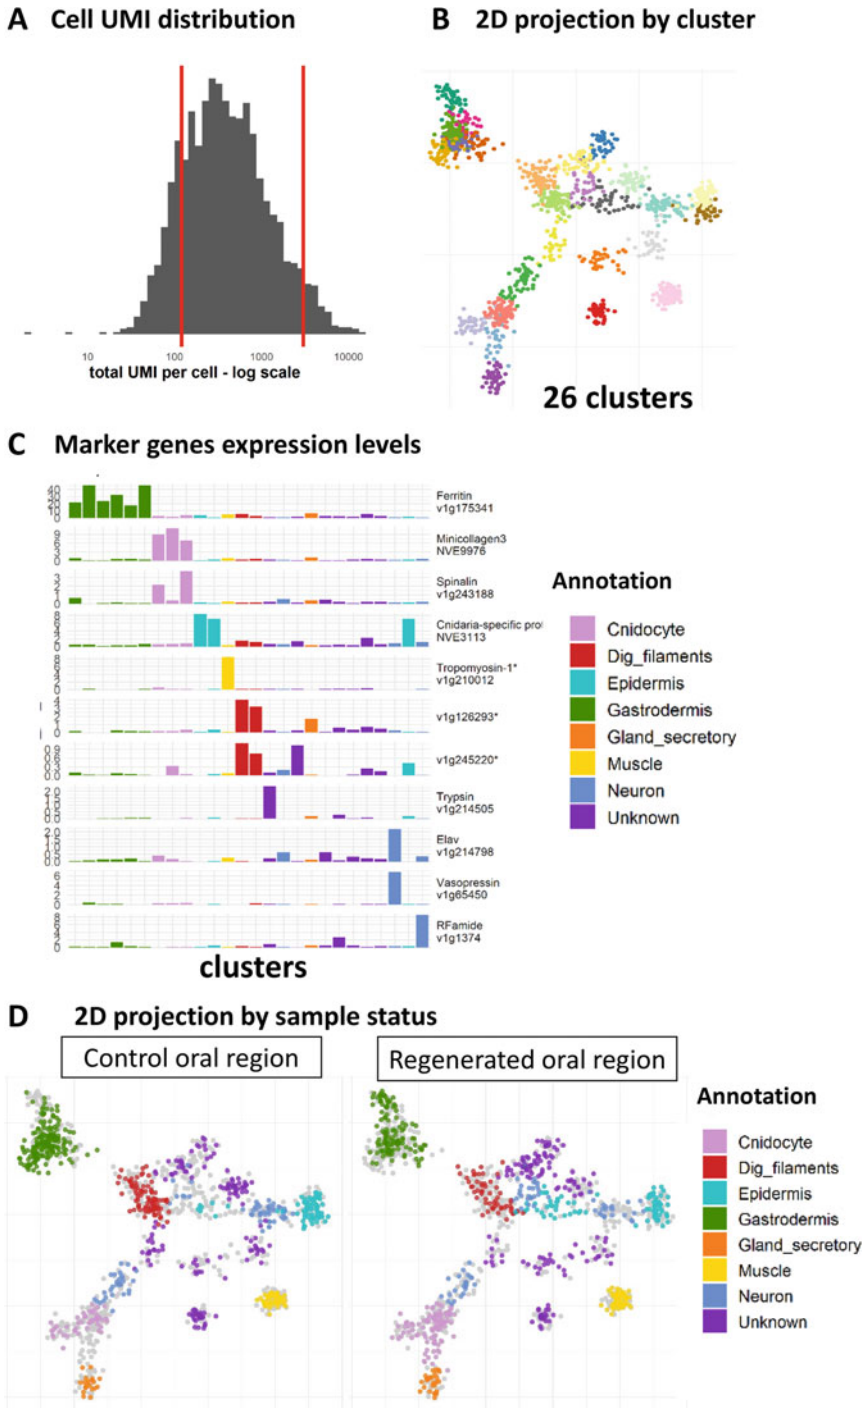 A Cell UMI distribution
10 100 1000 10000
total UMI per cell - log scale
B 2D projection by cluster
26 clusters
C Marker genes expression levels
Ferritin
v1g175341
Minicollagen3
NVE9976
Spinalin
v1g243188
Cnidaria-specific prot
NVE3113
Tropomyosin-1*
v1g210012
v1g126293*
v1g245220*
Trypsin
v1g214505
Elav
v1g214798
Vasopressin
v1g65450
RFamide
v1g1374
clusters
Annotation
Cnidocyte
Dig_filaments
Epidermis
Gastrodermis
Gland_secretory
Muscle
Neuron
Unknown
D 2D projection by sample status
Control oral region
Regenerated oral region
Annotation
Cnidocyte
Dig_filaments
Epidermis
Gastrodermis
Gland_secretory
Muscle
Neuron
Unknown